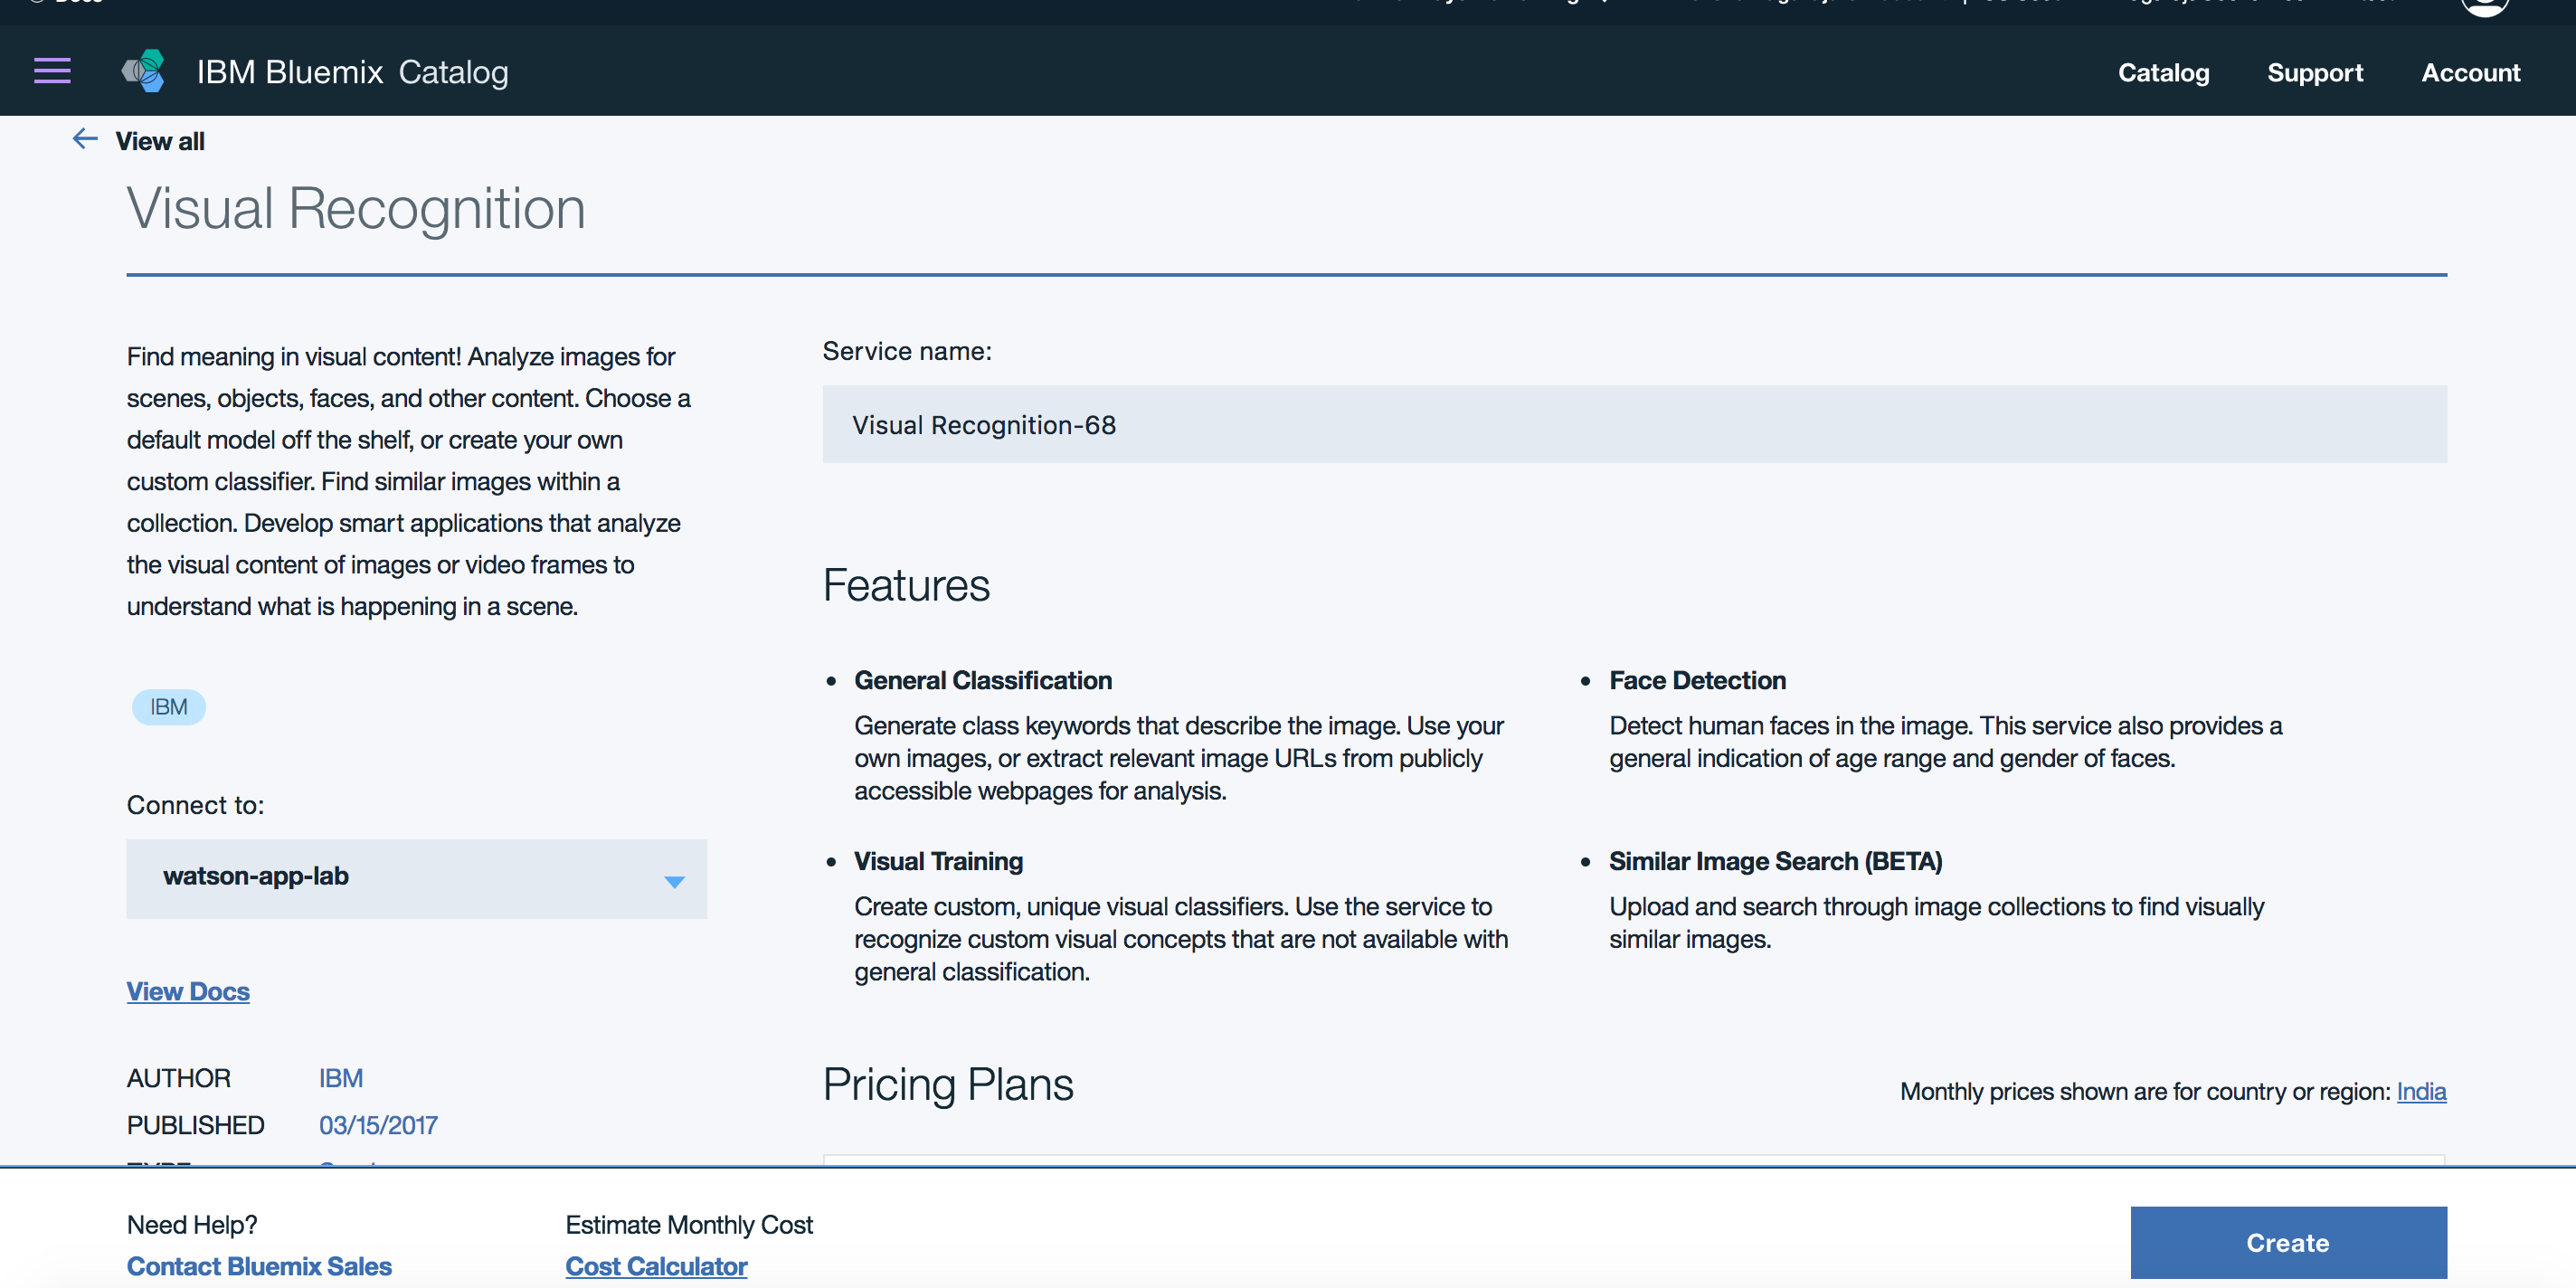 Docs
IBM Bluemix Catalog
Catalog
Support
Account
View all
Visual Recognition
Find meaning in visual content! Analyze images for
scenes, objects, faces, and other content. Choose a
default model off the shelf, or create your own
custom classifier. Find similar images within a
collection. Develop smart applications that analyze
the visual content of images or video frames to
understand what is happening in a scene.
IBM
Connect to:
watson-app-lab
View Docs
AUTHOR IBM
PUBLISHED 03/15/2017
Service name:
Visual Recognition-68
Features
General Classification
Generate class keywords that describe the image. Use your
own images, or extract relevant image URLs from publicly
accessible webpages for analysis.
Face Detection
Detect human faces in the image. This service also provides a
general indication of age range and gender of faces.
Visual Training
Create custom, unique visual classifiers. Use the service to
recognize custom visual concepts that are not available with
general classification.
Similar Image Search (BETA)
Upload and search through image collections to find visually
similar images.
Pricing Plans
Monthly prices shown are for country or region: India
Need Help?
Contact Bluemix Sales
Estimate Monthly Cost
Cost Calculator
Create